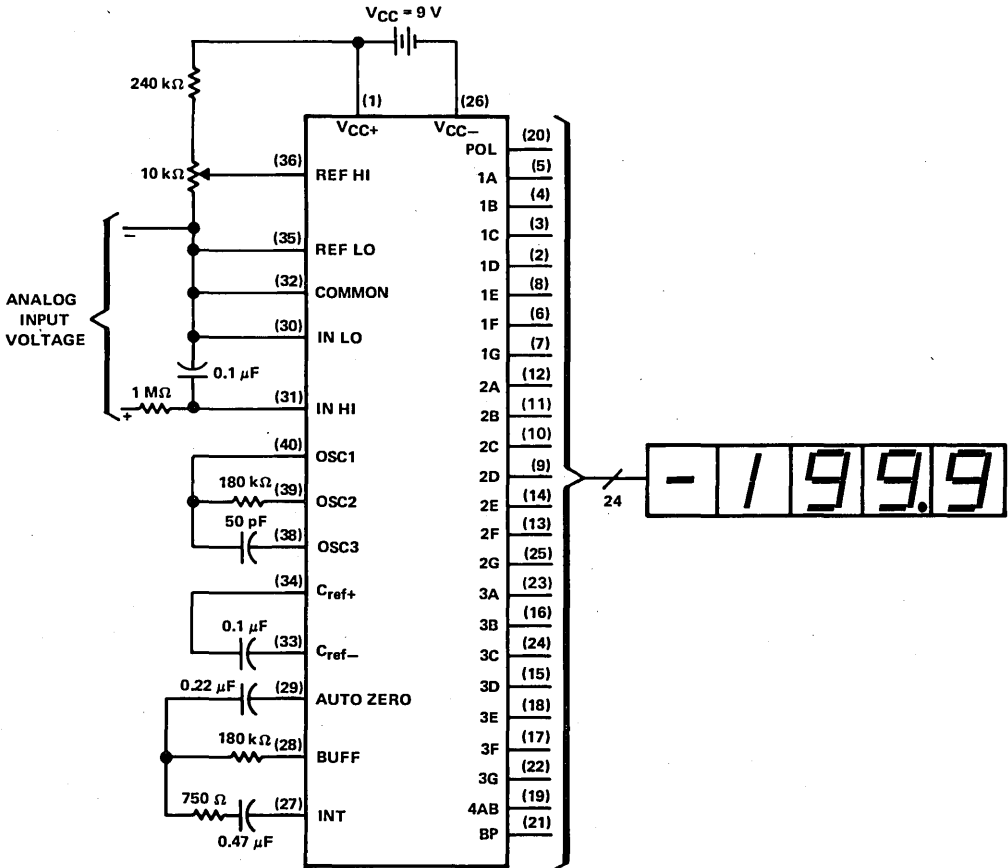 VCC = 9 V
240 kΩ
(1)
(26)
VCC+
VCC−
10 kΩ
(36)
REF HI
−
(35)
REF LO
(32)
COMMON
ANALOG
INPUT
VOLTAGE
(30)
IN LO
0.1 µF
1 MΩ
+
(31)
IN HI
(40)
OSC1
180 kΩ
(39)
OSC2
50 pF
(38)
OSC3
(34)
Cref+
0.1 µF
(33)
Cref−
0.22 µF
(29)
AUTO ZERO
180 kΩ
(28)
BUFF
750 Ω
(27)
INT
0.47 µF
POL
(20)
1A
(5)
1B
(4)
1C
(3)
1D
(2)
1E
(8)
1F
(6)
1G
(7)
2A
(12)
2B
(11)
2C
(10)
2D
(9)
2E
(14)
2F
(13)
2G
(25)
3A
(23)
3B
(16)
3C
(24)
3D
(15)
3E
(18)
3F
(17)
3G
(22)
4AB
(19)
BP
(21)
24
-199.9